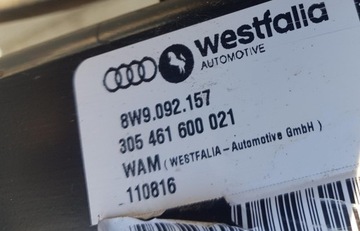 westfalia
AUTOMOTIVE
8W9.092.157
305 461 600 021
WAM (WESTFALIA-Automotive GmbH)
110816